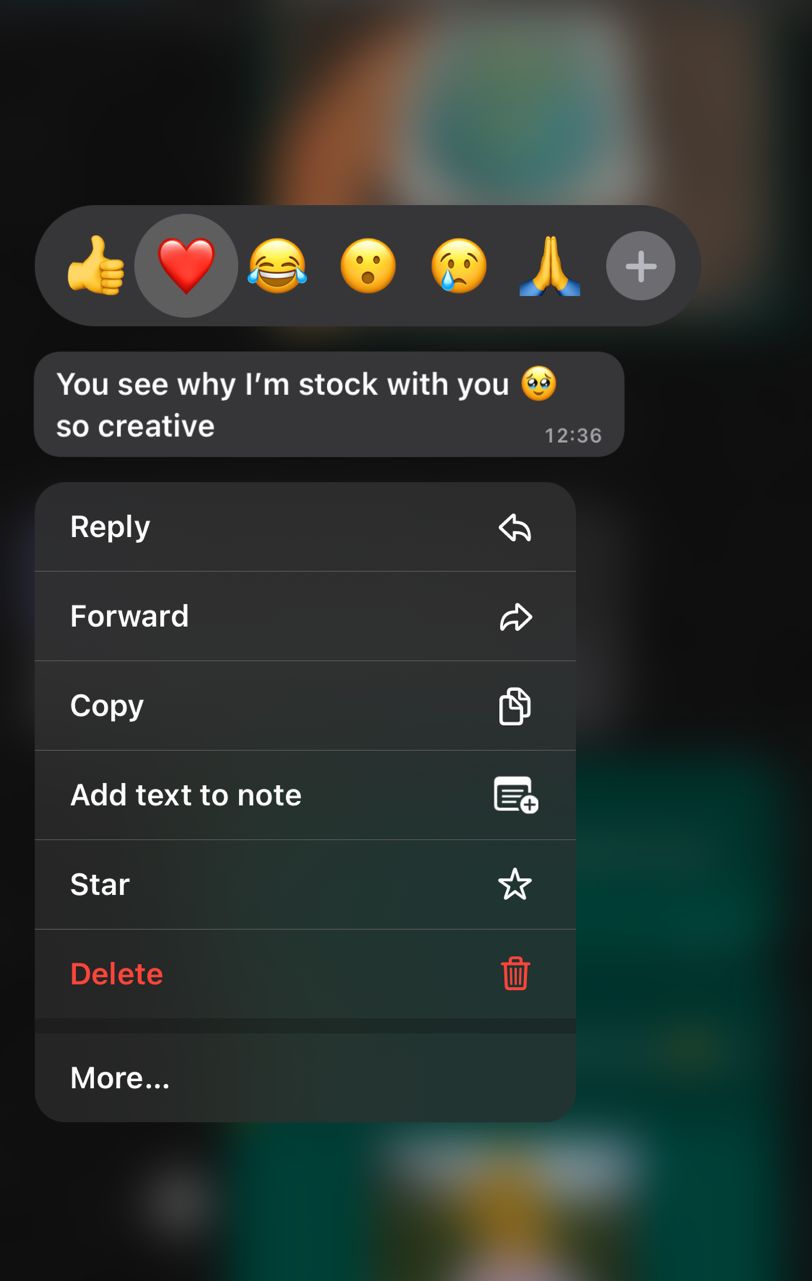 You see why I’m stock with you 🥹
so creative
12:36
Reply
Forward
Copy
Add text to note
Star
Delete
More...